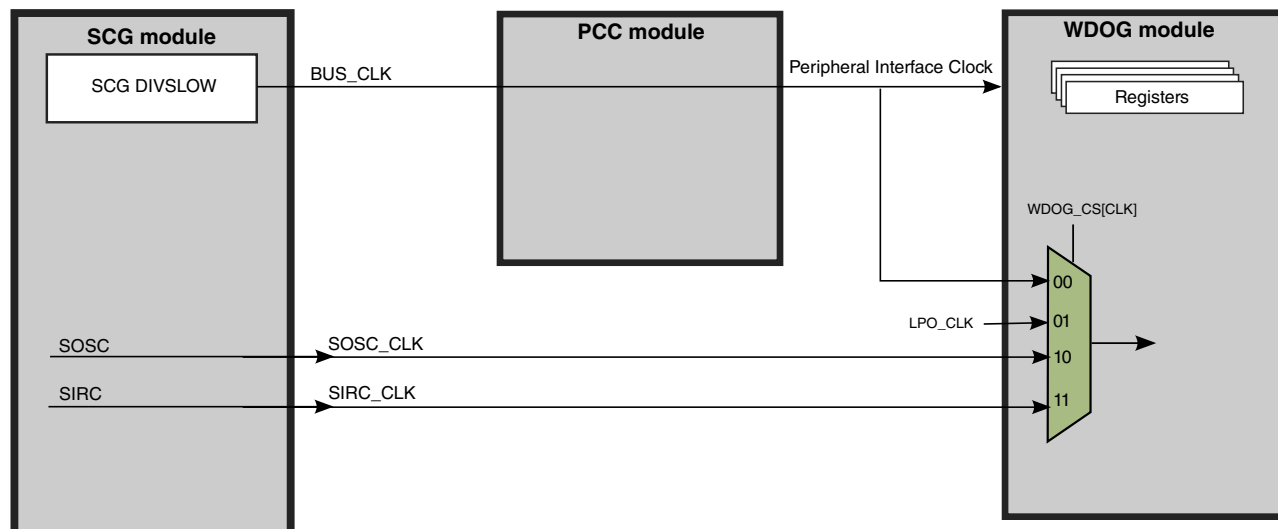 SCG module
PCC module
WDOG module
SCG DIVSLOW
BUS_CLK
Peripheral Interface Clock
Registers
WDOG_CS[CLK]
00
LPO_CLK
01
SOSC
SOSC_CLK
10
SIRC
SIRC_CLK
11